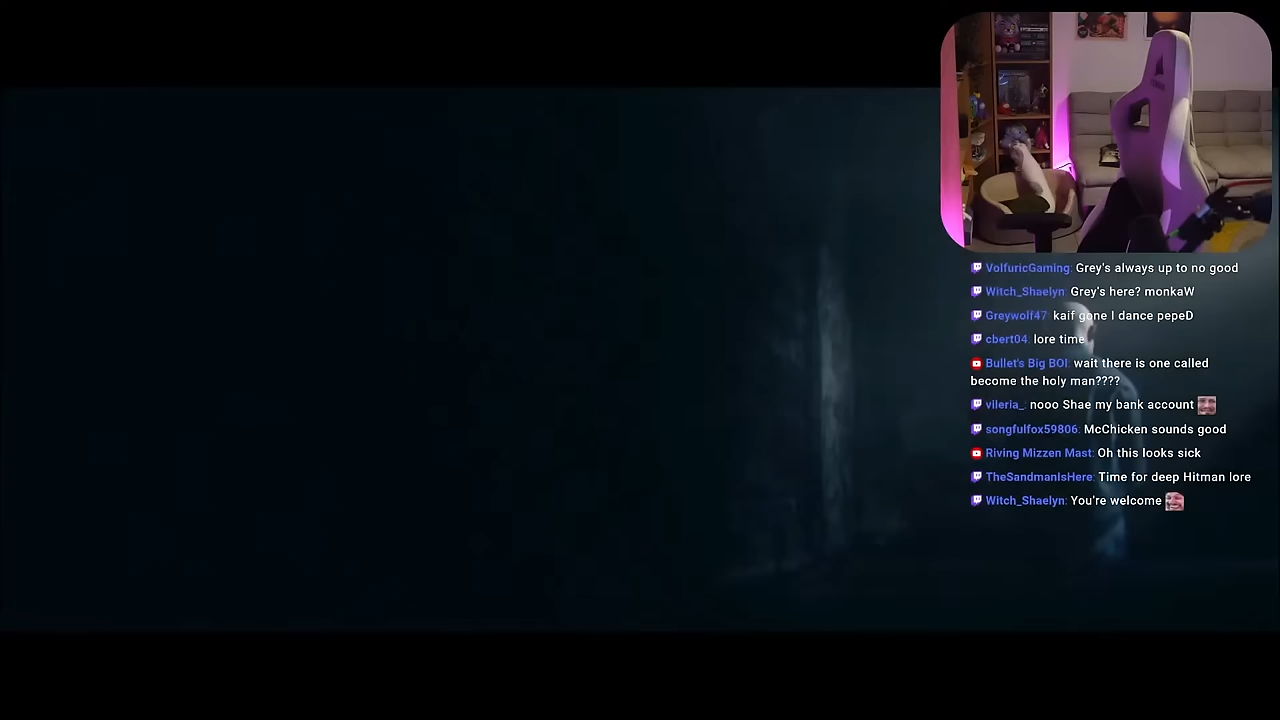 VolfuricGaming: Grey's always up to no good
Witch_Shaelyn: Grey's here? monkaW
Greywolf47: kaif gone I dance pepeD
cbert04: lore time
Bullet's Big BOI: wait there is one called
become the holy man????
vileria_: nooo Shae my bank account
songfulfox59806: McChicken sounds good
Riving Mizzen Mast: Oh this looks sick
TheSandmanIsHere: Time for deep Hitman lore
Witch_Shaelyn: You're welcome